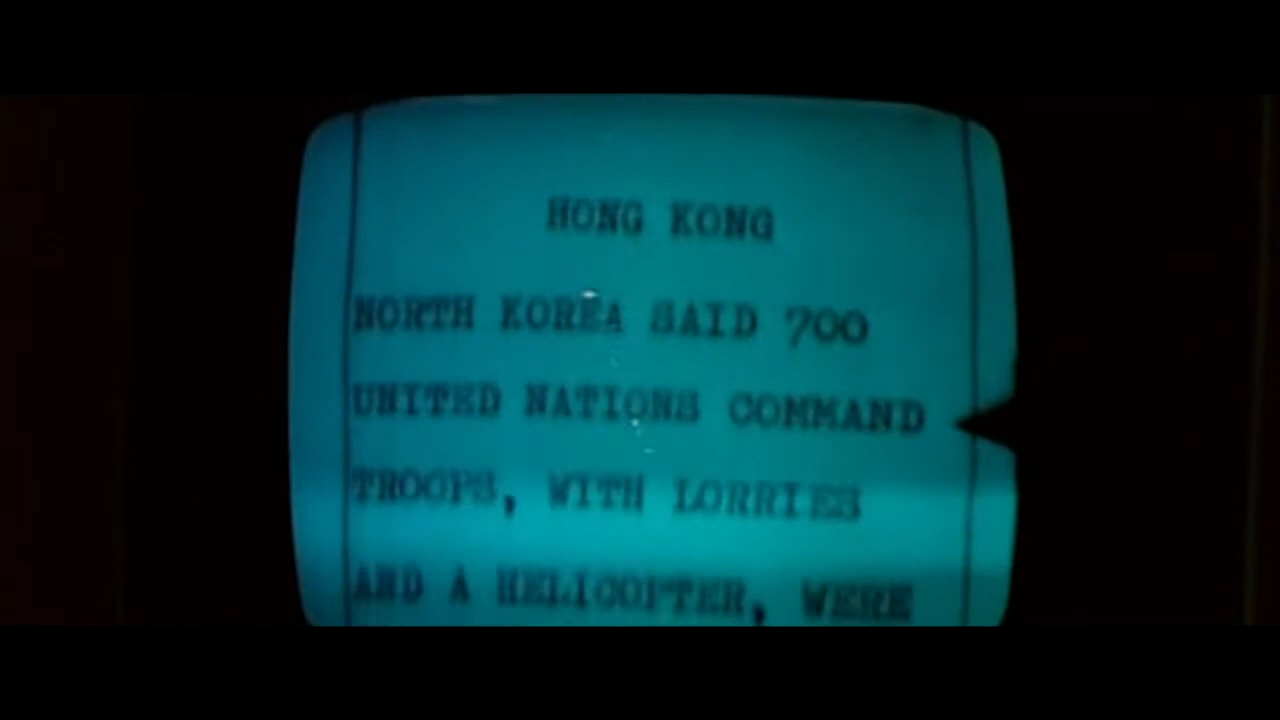 HONG KONG
NORTH KOREA SAID 700
UNITED NATIONS COMMAND
TROOPS, WITH LORRIES
AND A HELICOPTER, WERE